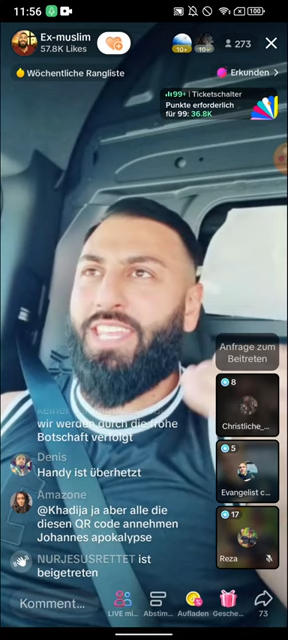 11:56
100
Ex-muslim
57.8K Likes
10+
10+
273
Wöchentliche Rangliste
Erkunden >
99+ | Ticketschalter
Punkte erforderlich
für 99: 36.8K
Anfrage zum
Beitreten
8
Christliche_...
5
Evangelist c...
17
Reza
wir werden durch die frohe
Botschaft verfolgt
Denis
Handy ist überhetzt
Amazone
@Khadija ja aber alle die
diesen QR code annehmen
Johannes apokalypse
NURJESUSRETTET ist
beigetreten
Komment...
LIVE mi...
Abstim...
Aufladen
Gesche...
73